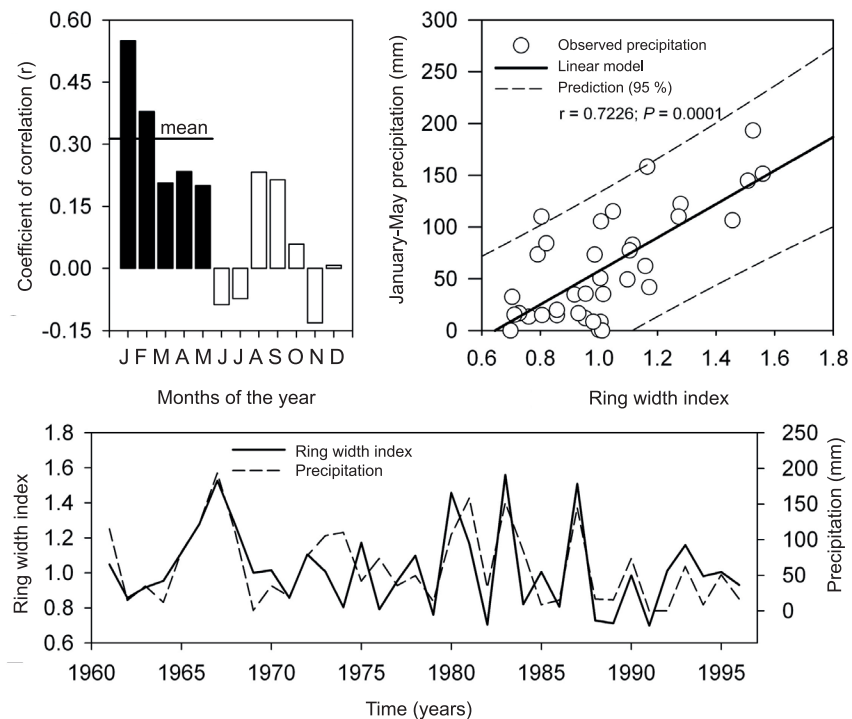 0.60
0.45
0.30
0.15
0.00
-0.15
Coefficient of correlation (r)
mean
J F M A M J J A S O N D
Months of the year
300
250
200
150
100
50
0
January-May precipitation (mm)
Observed precipitation
Linear model
Prediction (95 %)
r = 0.7226; P = 0.0001
0.6 0.8 1.0 1.2 1.4 1.6 1.8
Ring width index
1.8
1.6
1.4
1.2
1.0
0.8
0.6
Ring width index
Ring width index
Precipitation
250
200
150
100
50
0
Precipitation (mm)
1960 1965 1970 1975 1980 1985 1990 1995
Time (years)